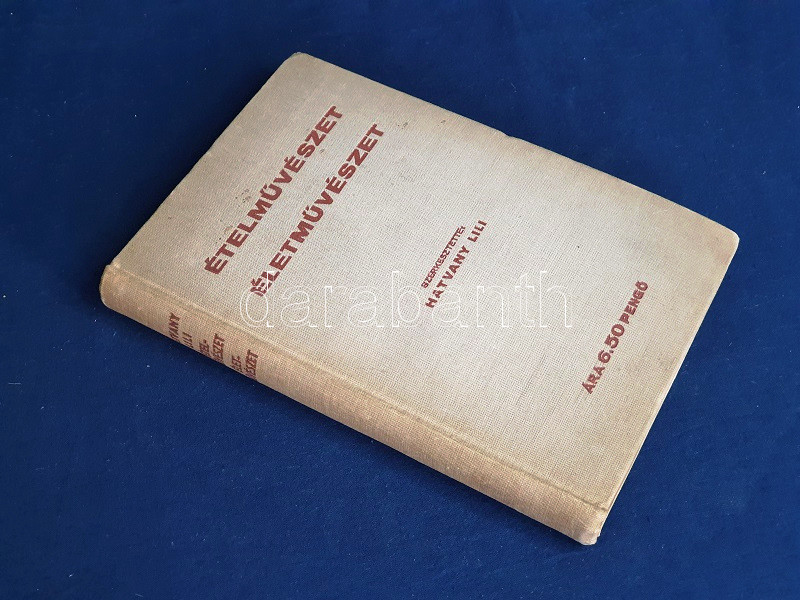 ÉTELMŰVÉSZET
ÉLETMŰVÉSZET
SZERKESZTETTE:
HATVANY LILI
ÁRA 6.50 PENGŐ
darabanth